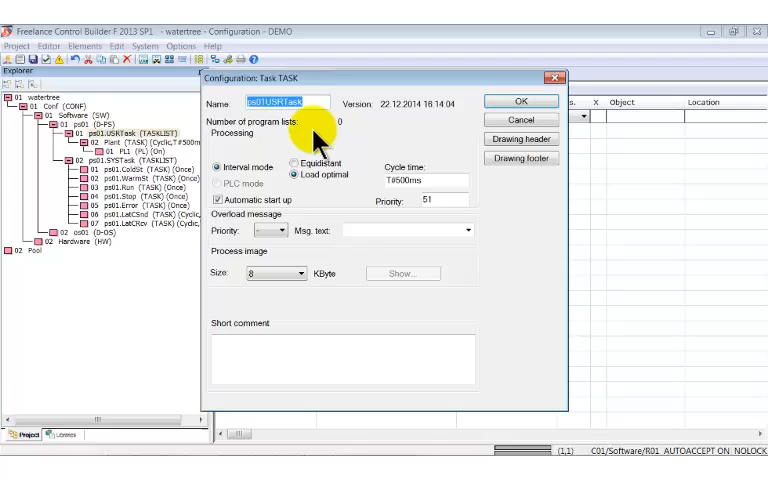 Freelance Control Builder F 2013 SP1 - watertree - Configuration - DEMO
Project Editor Elements Edit System Options Help
Explorer
01 watertree
01 Conf (CONF)
01 Software (SW)
01 ps01 (D-PS)
01 ps01.USRTask (TASKLIST)
02 Plant (TASK) (Cyclic,T#500m
01 PL1 (PL) (On)
02 ps01.SYSTask (TASKLIST)
01 ps01.ColdSt (TASK) (Once)
02 ps01.WarmSt (TASK) (Once)
03 ps01.Run (TASK) (Once)
04 ps01.Stop (TASK) (Once)
05 ps01.Error (TASK) (Once)
06 ps01.LatCSnd (TASK) (Cyclic,
07 ps01.LatCRcv (TASK) (Cyclic,
02 os01 (D-OS)
02 Hardware (HW)
02 Pool
Project Libraries
Configuration: Task TASK
Name: ps01USRTask Version: 22.12.2014 16:14:04
Number of program lists: 0
Processing
Interval mode
PLC mode
Equidistant
Load optimal
Cycle time:
T#500ms
Automatic start up
Priority: 51
Overload message
Priority: - Msg. text:
Process image
Size: 8 KByte Show...
Short comment
OK
Cancel
Drawing header
Drawing footer
s. X Object Location
(1,1) C01/Software/R01 AUTOACCEPT ON NOLOCK